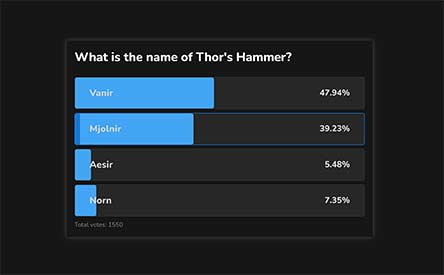 What is the name of Thor's Hammer?
Vanir 47.94%
Mjolnir 39.23%
Aesir 5.48%
Norn 7.35%
Total votes: 1550